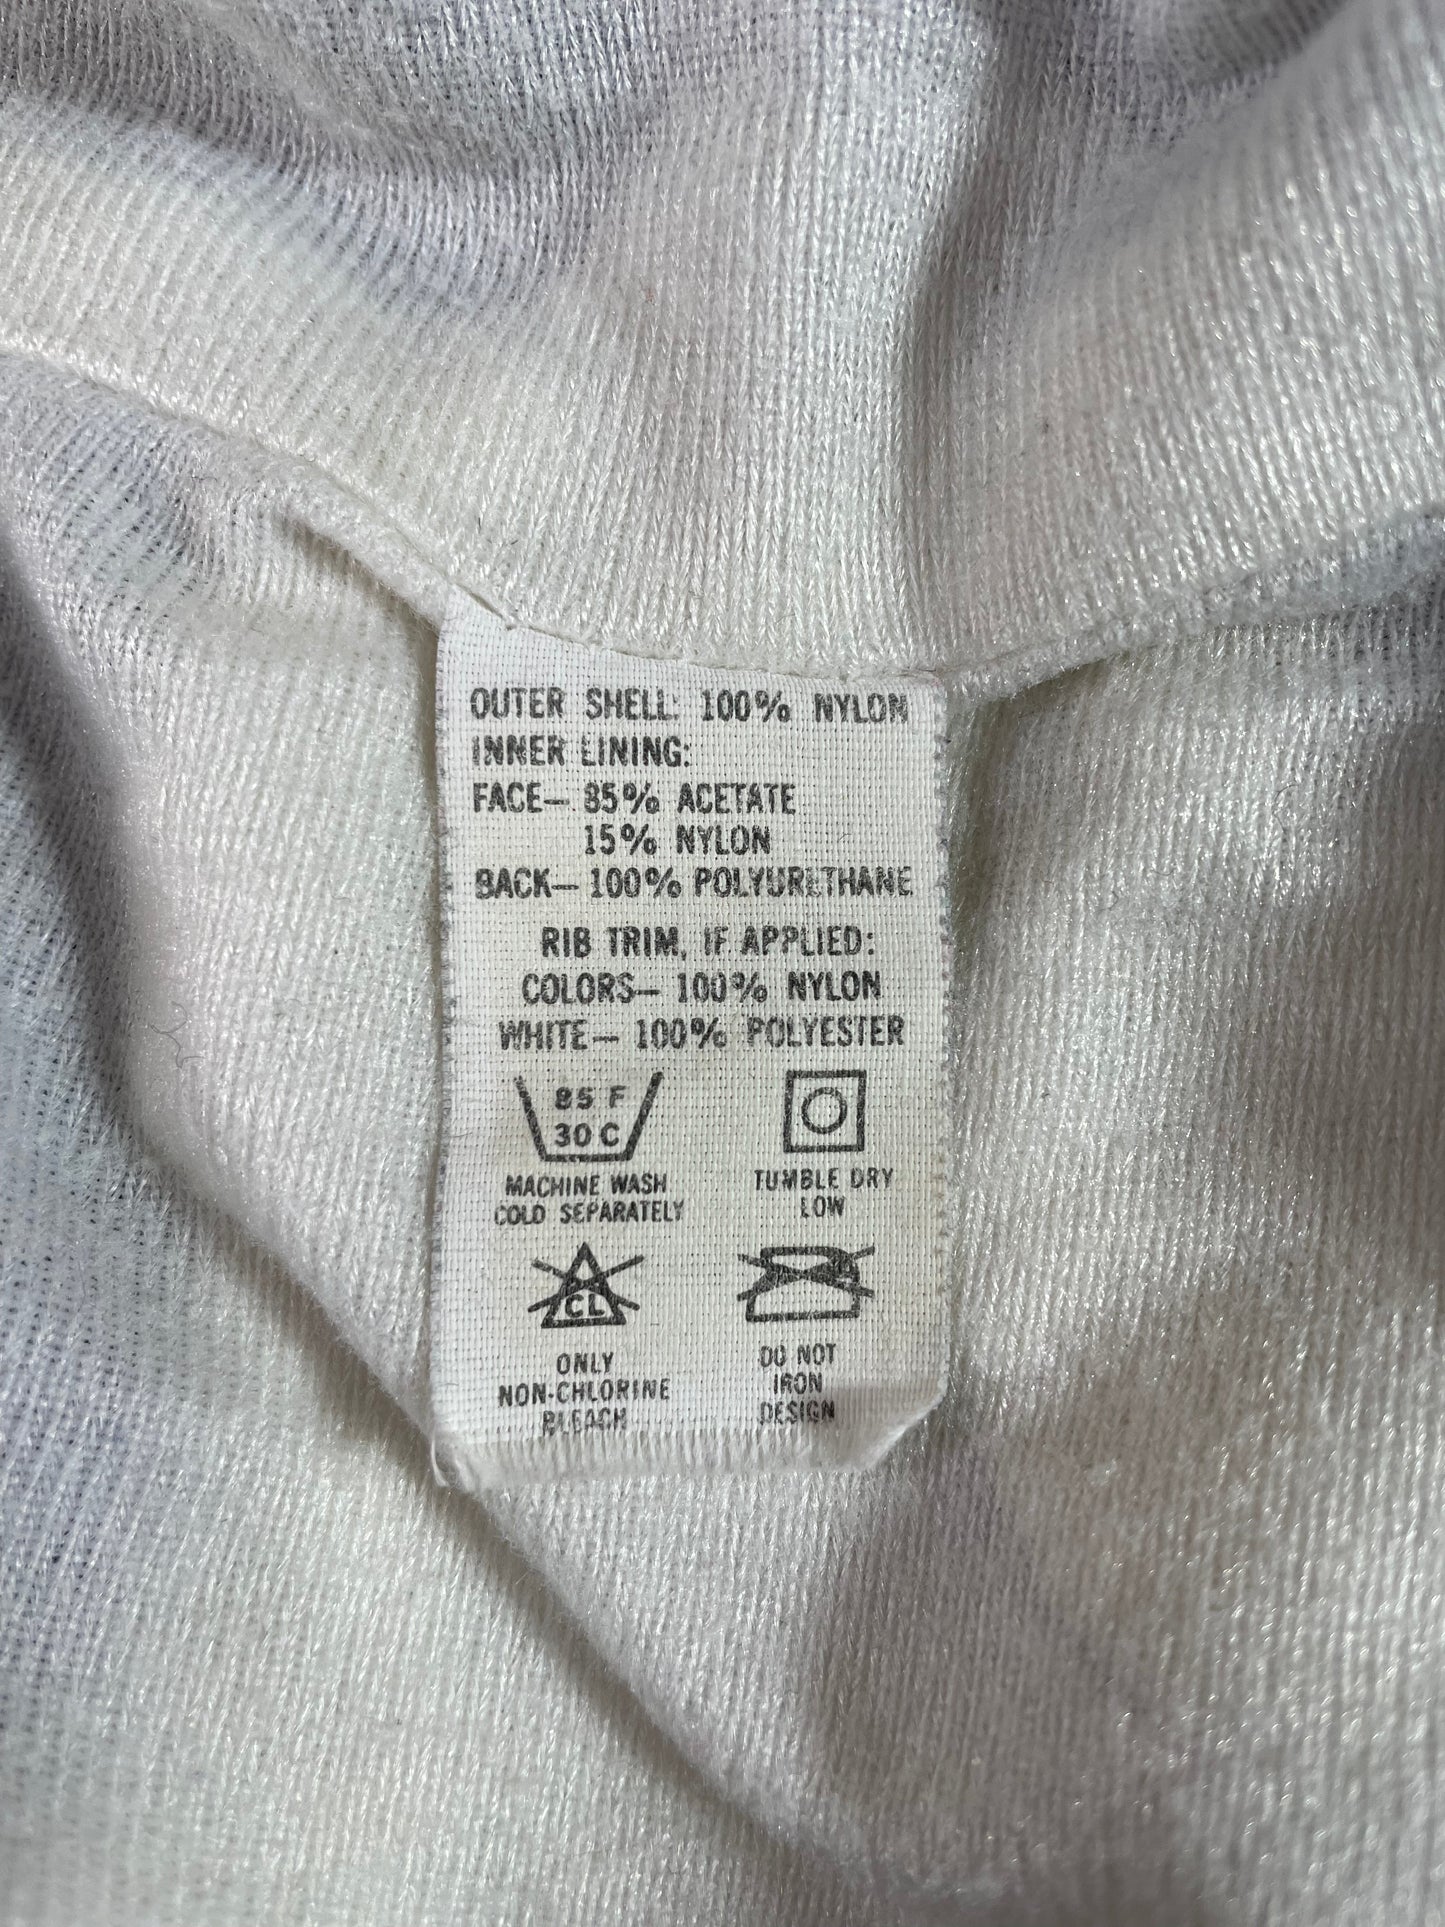 OUTER SHELL: 100% NYLON
INNER LINING:
FACE— 85% ACETATE
15% NYLON
BACK— 100% POLYURETHANE
RIB TRIM, IF APPLIED:
COLORS— 100% NYLON
WHITE— 100% POLYESTER
85 F
30 C
MACHINE WASH
COLD SEPARATELY
TUMBLE DRY
LOW
CL
ONLY
NON-CHLORINE
BLEACH
DO NOT
IRON
DESIGN